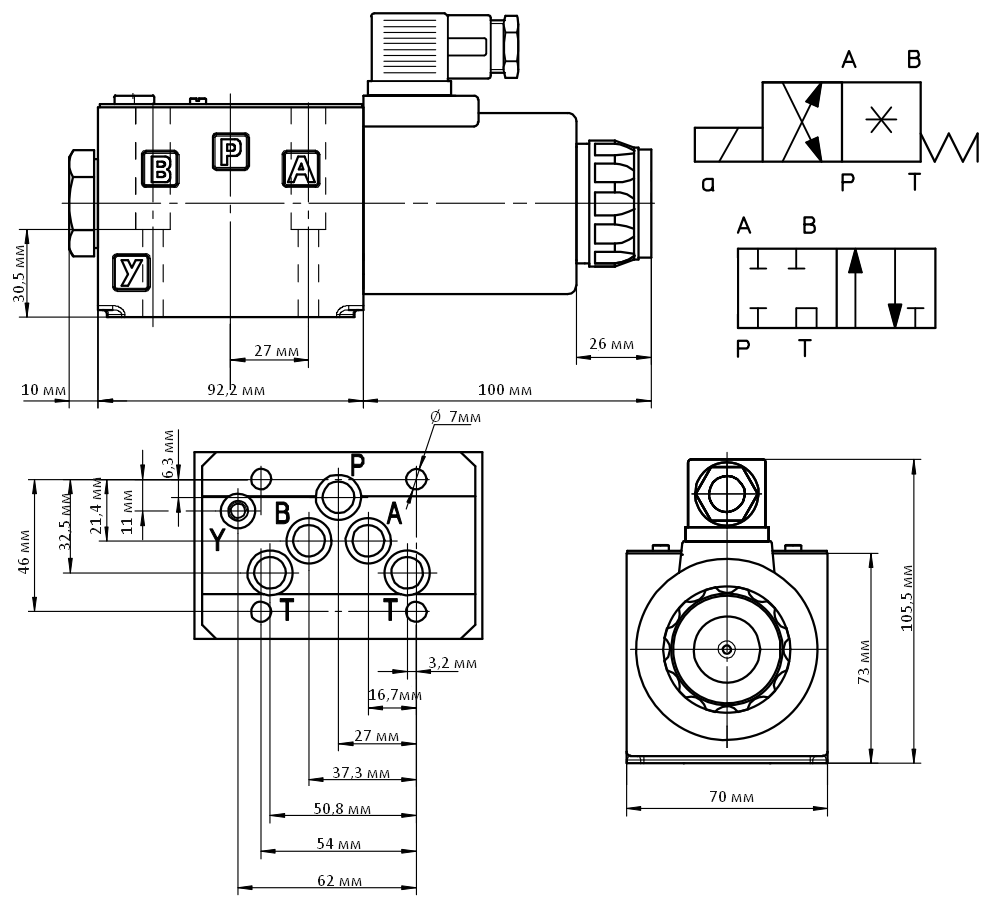 A B
B P A
a P T
A B
Y
30,5 мм
P T
27 мм
26 мм
10 мм 92,2 мм 100 мм
Ø 7мм
6,3 мм
P
11 мм
21,4 мм
32,5 мм
46 мм
B A
Y
T T
3,2 мм
16,7мм
27 мм
37,3 мм
50,8 мм
54 мм
62 мм
105,5 мм
73 мм
70 мм